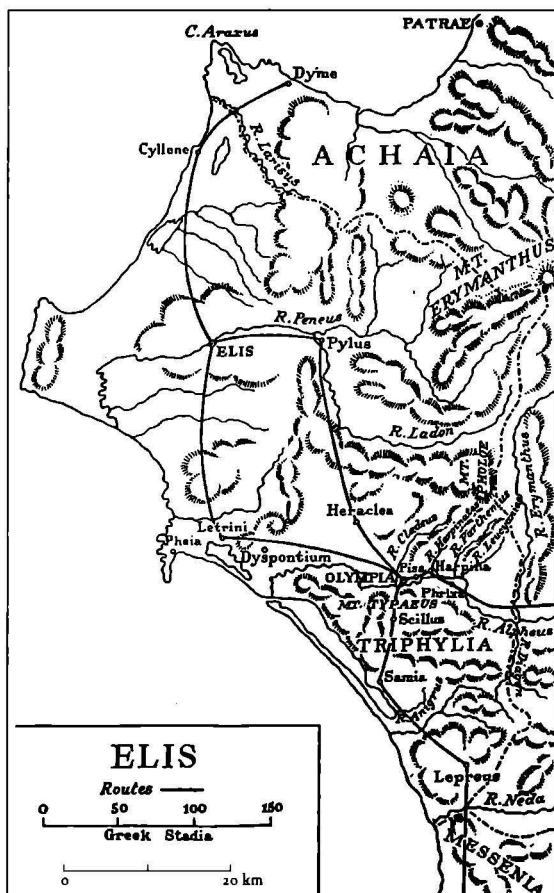 PATRAE
C. Araxus
Dyme
Cyllene
R. Larisus
ACHAIA
MT. ERYMANTHUS
R. Peneus
ELIS
Pylus
R. Ladon
MT. PHOLOE
R. Erymanthus
Heraclea
R. Cladeus
R. Parthenius
Letrini
Pheia
Dyspontium
OLYMPIA
Pisa
Harpina
Phrixa
MT. TYPAEUS
R. Alpheus
Scillus
TRIPHYLIA
Samia
R. Anigrus
Lepreus
R. Neda
MESSENIA
ELIS
Routes
0 50 100 150
Greek Stadia
0 20 km